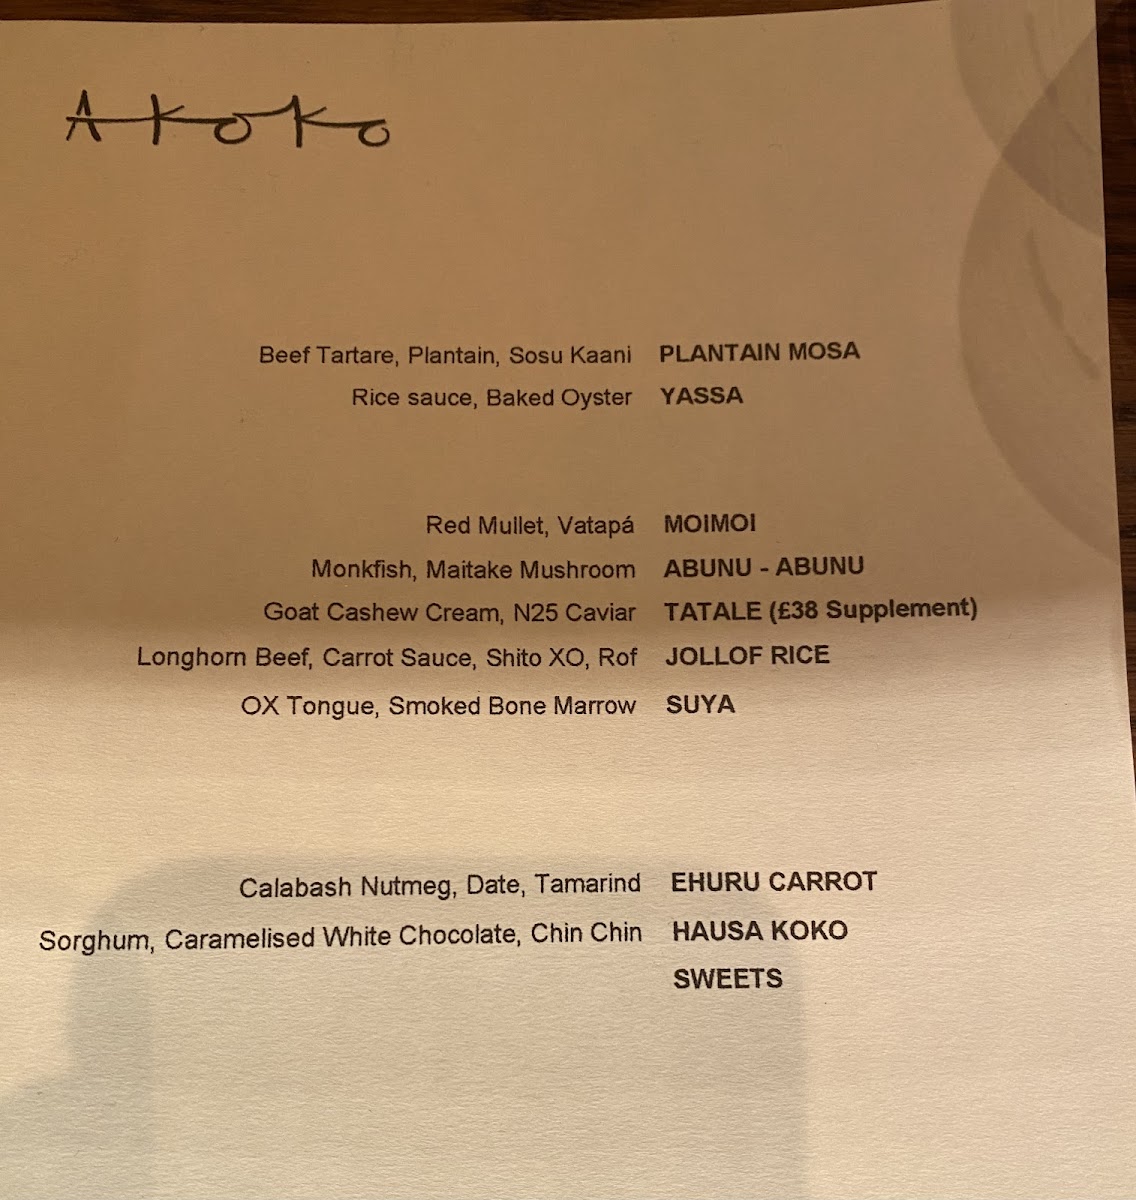 AKOKO
Beef Tartare, Plantain, Sosu Kaani PLANTAIN MOSA
Rice sauce, Baked Oyster YASSA
Red Mullet, Vatapá MOIMOI
Monkfish, Maitake Mushroom ABUNU - ABUNU
Goat Cashew Cream, N25 Caviar TATALE (£38 Supplement)
Longhorn Beef, Carrot Sauce, Shito XO, Rof JOLLOF RICE
OX Tongue, Smoked Bone Marrow SUYA
Calabash Nutmeg, Date, Tamarind EHURU CARROT
Sorghum, Caramelised White Chocolate, Chin Chin HAUSA KOKO
SWEETS